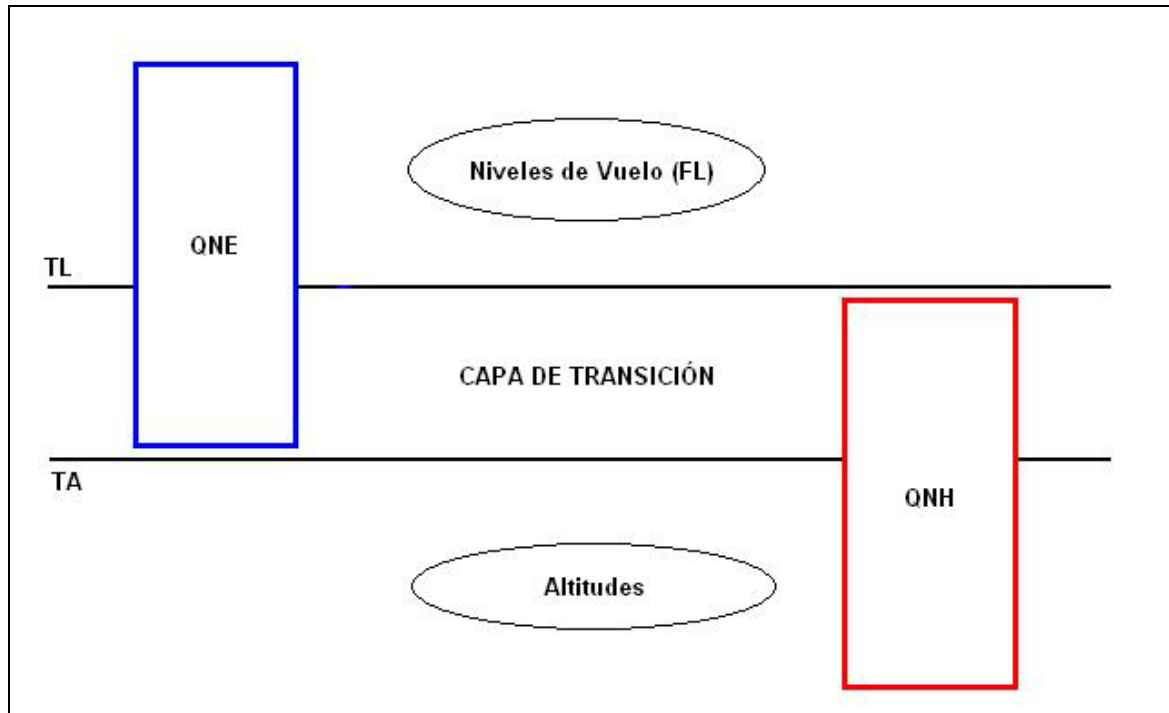 Niveles de Vuelo (FL)
QNE
TL
CAPA DE TRANSICIÓN
TA
QNH
Altitudes